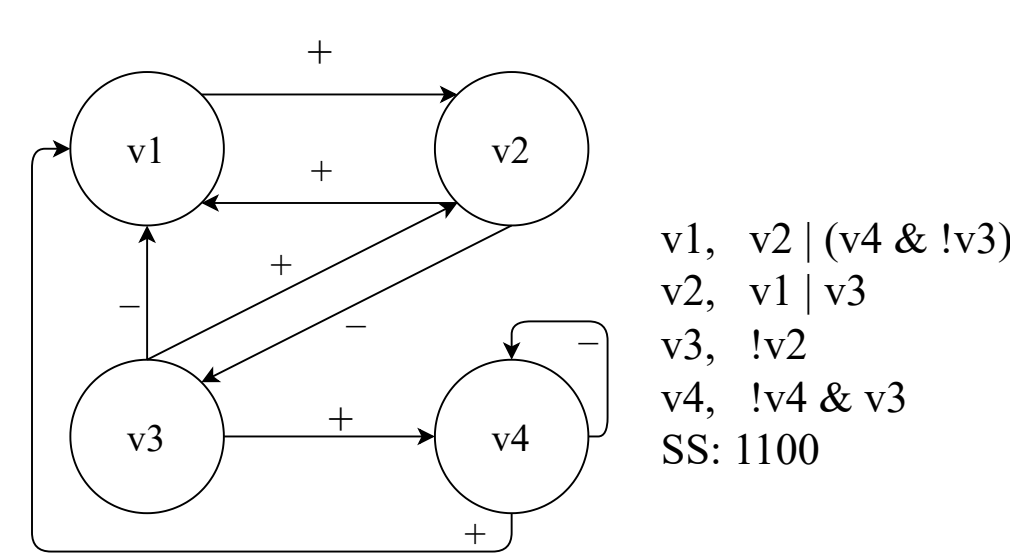 +
v1
v2
+
+
–
–
–
v3
+
v4
+
v1, v2 | (v4 & !v3)
v2, v1 | v3
v3, !v2
v4, !v4 & v3
SS: 1100